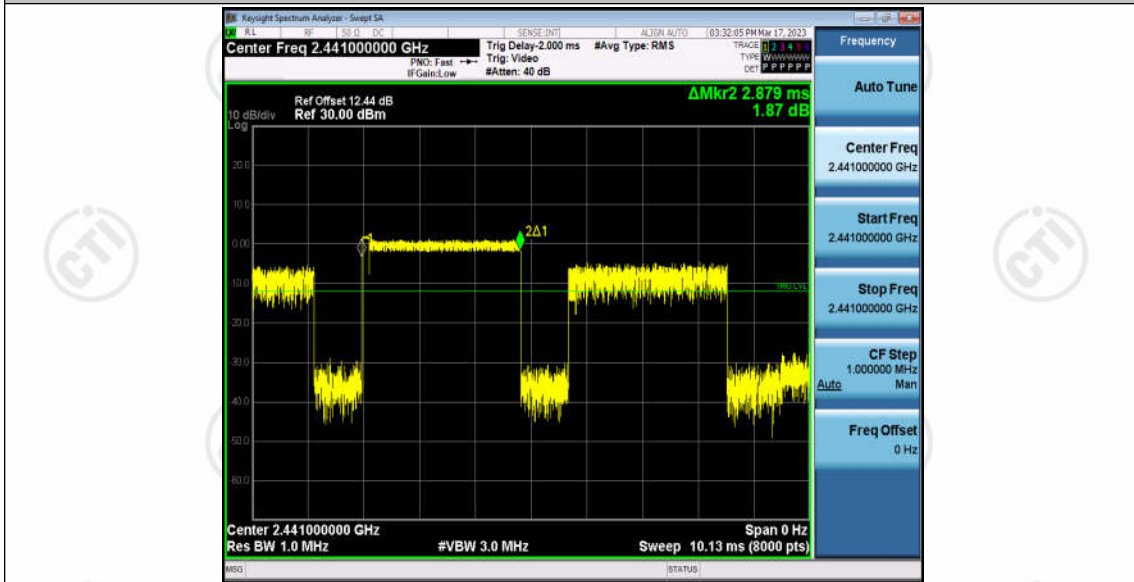 Keysight Spectrum Analyzer - Swept SA
RL RF 50 Ω DC SENSE:INT ALIGN AUTO 03:32:05 PM Mar 17, 2023
Center Freq 2.441000000 GHz
PNO: Fast
IFGain:Low
Trig Delay-2.000 ms
Trig: Video
#Atten: 40 dB
#Avg Type: RMS
TRACE 1 2 3 4 5 6
TYPE WWWWWW
DET P P P P P P
Frequency
Auto Tune
Center Freq
2.441000000 GHz
Start Freq
2.441000000 GHz
Stop Freq
2.441000000 GHz
CF Step
1.000000 MHz
Auto Man
Freq Offset
0 Hz
ΔMkr2 2.879 ms
1.87 dB
Ref Offset 12.44 dB
10 dB/div Ref 30.00 dBm
Log
20.0
10.0
0.00
-10.0
-20.0
-30.0
-40.0
-50.0
-60.0
2Δ1
TRIG LVL
Center 2.441000000 GHz Span 0 Hz
Res BW 1.0 MHz #VBW 3.0 MHz Sweep 10.13 ms (8000 pts)
MSG STATUS
CTI
CTI